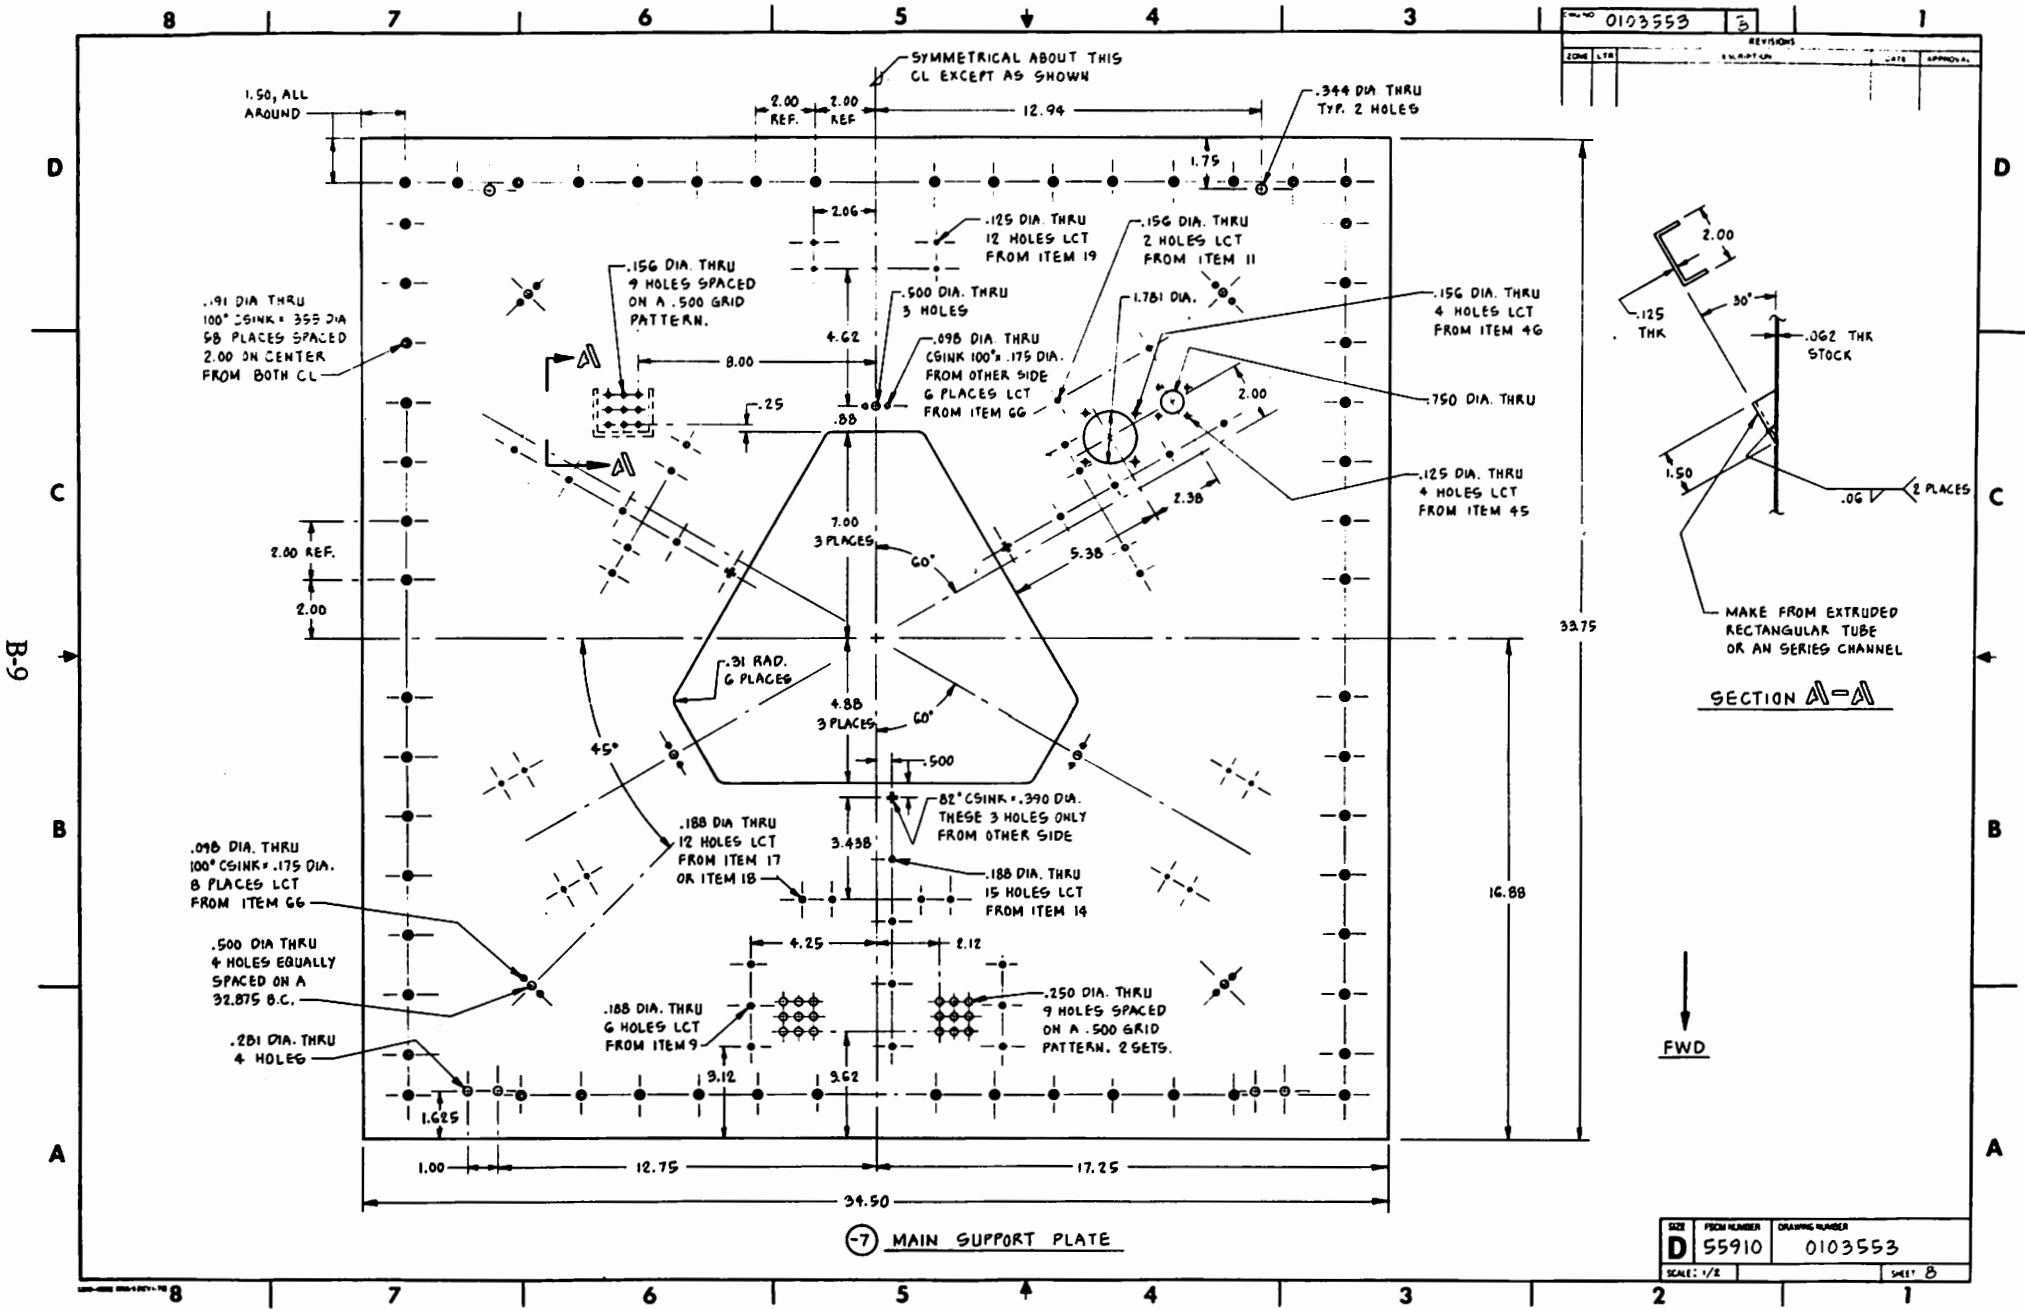 8 7 6 5 4 3 1
0103553
REVISIONS
ZONE LTR
APPROVAL
SYMMETRICAL ABOUT THIS
CL EXCEPT AS SHOWN
1.50, ALL
AROUND
2.00
REF.
2.00
REF
12.94
.344 DIA. THRU
TYP. 2 HOLES
D
D
1.75
2.06
.125 DIA. THRU
12 HOLES LCT
FROM ITEM 19
.156 DIA. THRU
2 HOLES LCT
FROM ITEM 11
2.00
.156 DIA. THRU
9 HOLES SPACED
ON A .500 GRID
PATTERN.
.191 DIA THRU
100° CSINK × .355 DIA
58 PLACES SPACED
2.00 ON CENTER
FROM BOTH CL
.500 DIA. THRU
3 HOLES
1.781 DIA.
.156 DIA. THRU
4 HOLES LCT
FROM ITEM 46
30°
.125
THK
.062 THK
STOCK
4.62
.098 DIA. THRU
CSINK 100° × .175 DIA.
FROM OTHER SIDE
6 PLACES LCT
FROM ITEM 66
A
8.00
2.00
.750 DIA. THRU
.25
.88
A
C
C
.125 DIA. THRU
4 HOLES LCT
FROM ITEM 45
1.50
.06
2 PLACES
2.38
7.00
3 PLACES
2.00 REF.
5.38
60°
2.00
MAKE FROM EXTRUDED
RECTANGULAR TUBE
OR AN SERIES CHANNEL
33.75
B-9
.31 RAD.
6 PLACES
SECTION A-A
4.88
3 PLACES
60°
45°
.500
82° CSINK × .390 DIA.
THESE 3 HOLES ONLY
FROM OTHER SIDE
B
B
.188 DIA THRU
12 HOLES LCT
FROM ITEM 17
OR ITEM 18
3.438
.098 DIA. THRU
100° CSINK × .175 DIA.
8 PLACES LCT
FROM ITEM 66
.188 DIA. THRU
15 HOLES LCT
FROM ITEM 14
16.88
4.25
2.12
.500 DIA THRU
4 HOLES EQUALLY
SPACED ON A
32.875 B.C.
.188 DIA. THRU
6 HOLES LCT
FROM ITEM 9
.250 DIA. THRU
9 HOLES SPACED
ON A .500 GRID
PATTERN. 2 SETS.
.281 DIA. THRU
4 HOLES
FWD
3.12
3.62
1.625
A
A
1.00
12.75
17.25
34.50
-7 MAIN SUPPORT PLATE
SIZE
D
FSCM NUMBER
55910
DRAWING NUMBER
0103553
SCALE: 1/2
SHEET 8
8 7 6 5 4 3 2 1